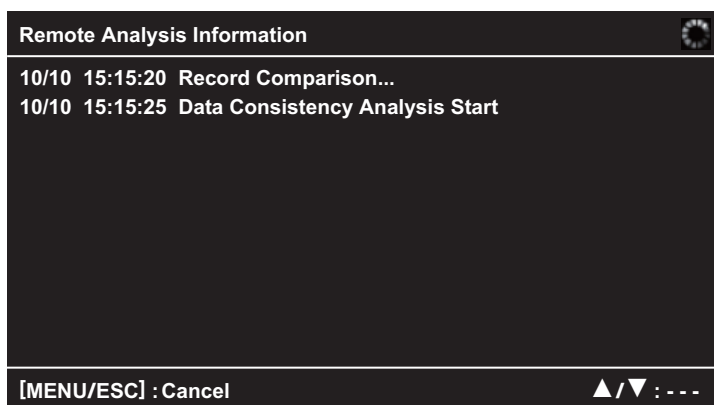 Remote Analysis Information
10/10 15:15:20 Record Comparison...
10/10 15:15:25 Data Consistency Analysis Start
[MENU/ESC] : Cancel ▲/▼ : - - -